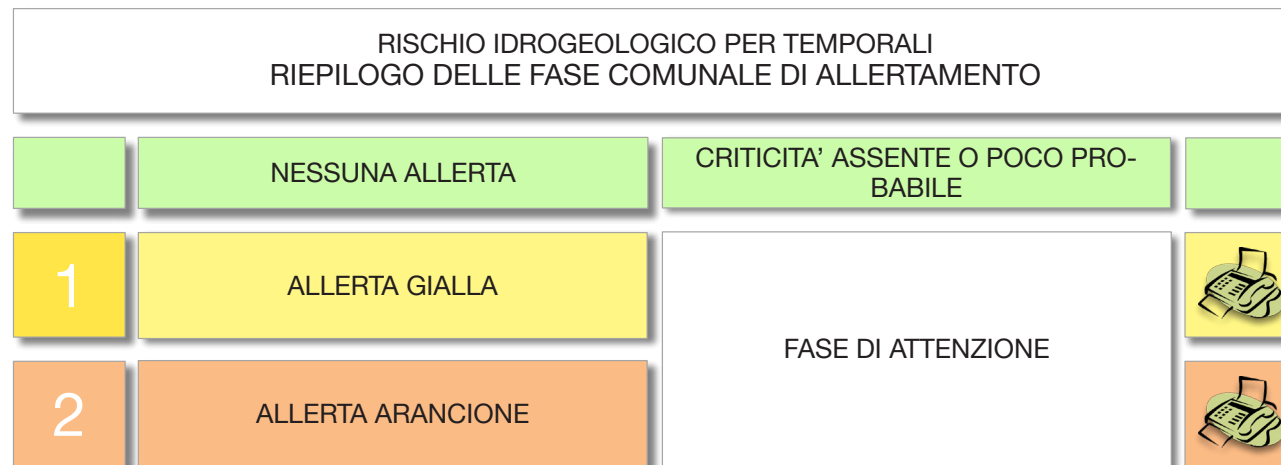 RISCHIO IDROGEOLOGICO PER TEMPORALI
RIEPILOGO DELLE FASE COMUNALE DI ALLERTAMENTO
NESSUNA ALLERTA
CRITICITA’ ASSENTE O POCO PRO-
BABILE
1
ALLERTA GIALLA
FASE DI ATTENZIONE
2
ALLERTA ARANCIONE